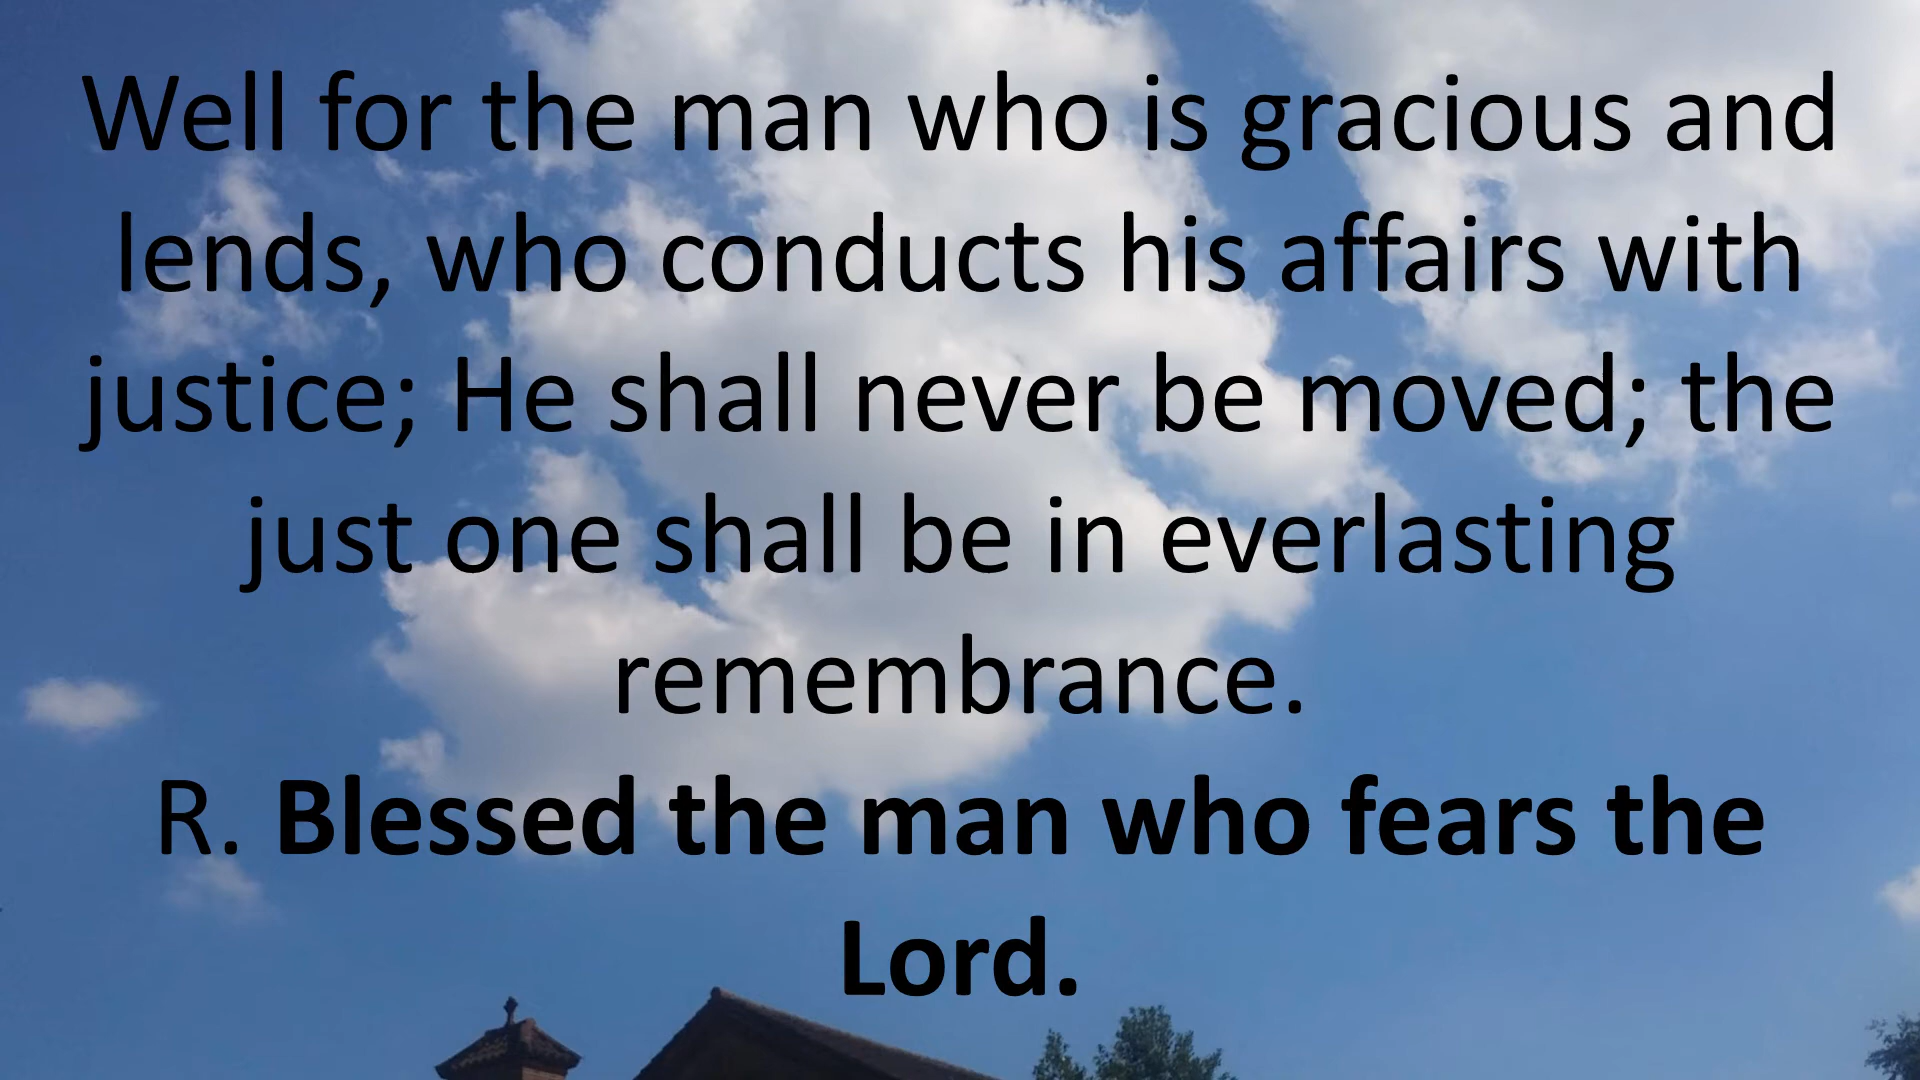 Well for the man who is gracious and
lends, who conducts his affairs with
justice; He shall never be moved; the
just one shall be in everlasting
remembrance.
R. Blessed the man who fears the
Lord.